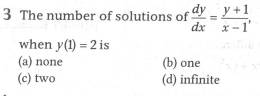 3 The number of solutions of dy/dx = y + 1/x − 1,
when y(1) = 2 is
(a) none (b) one
(c) two (d) infinite